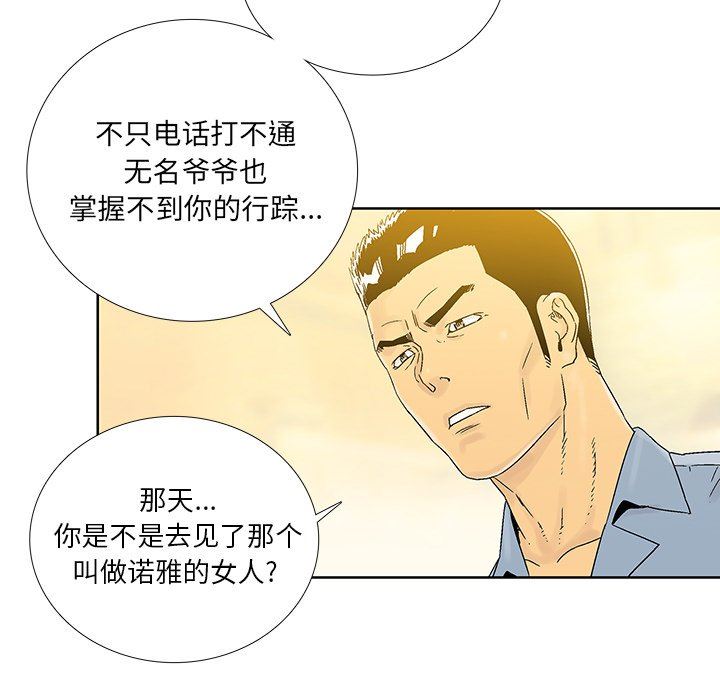 不只电话打不通
无名爷爷也
掌握不到你的行踪...
那天...
你是不是去见了那个
叫做诺雅的女人?